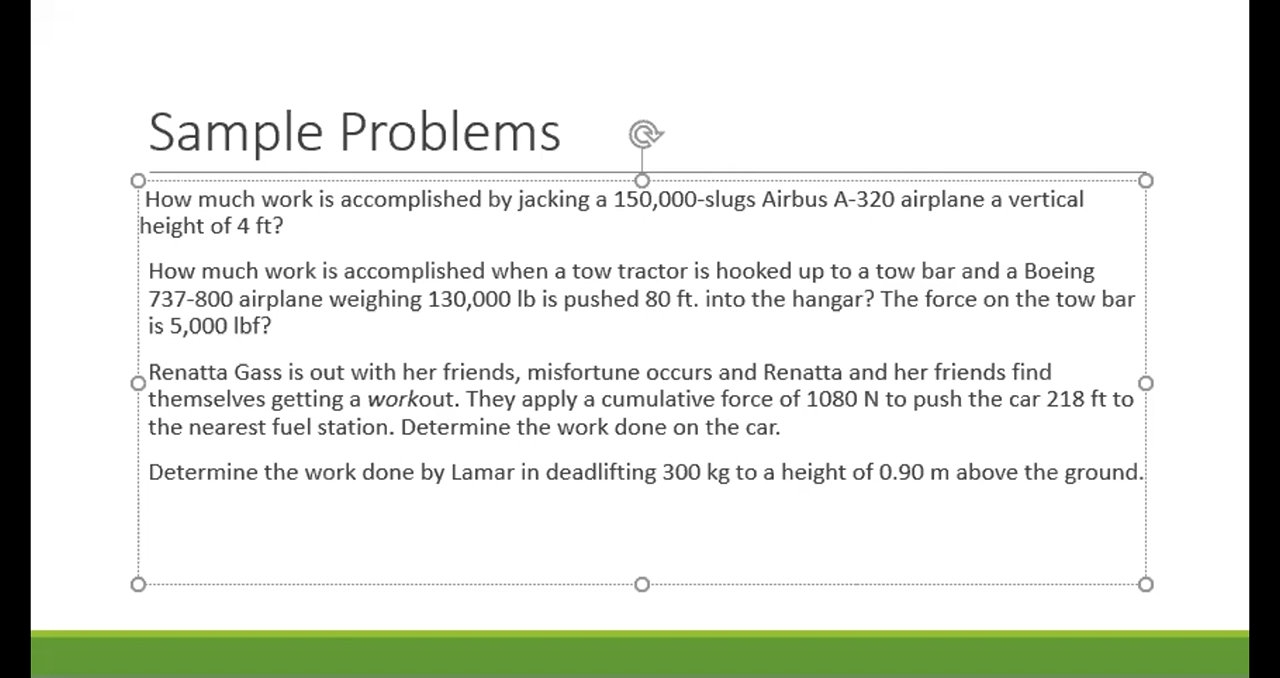 Sample Problems
How much work is accomplished by jacking a 150,000-slugs Airbus A-320 airplane a vertical
height of 4 ft?
How much work is accomplished when a tow tractor is hooked up to a tow bar and a Boeing
737-800 airplane weighing 130,000 lb is pushed 80 ft. into the hangar? The force on the tow bar
is 5,000 lbf?
Renatta Gass is out with her friends, misfortune occurs and Renatta and her friends find
themselves getting a workout. They apply a cumulative force of 1080 N to push the car 218 ft to
the nearest fuel station. Determine the work done on the car.
Determine the work done by Lamar in deadlifting 300 kg to a height of 0.90 m above the ground.